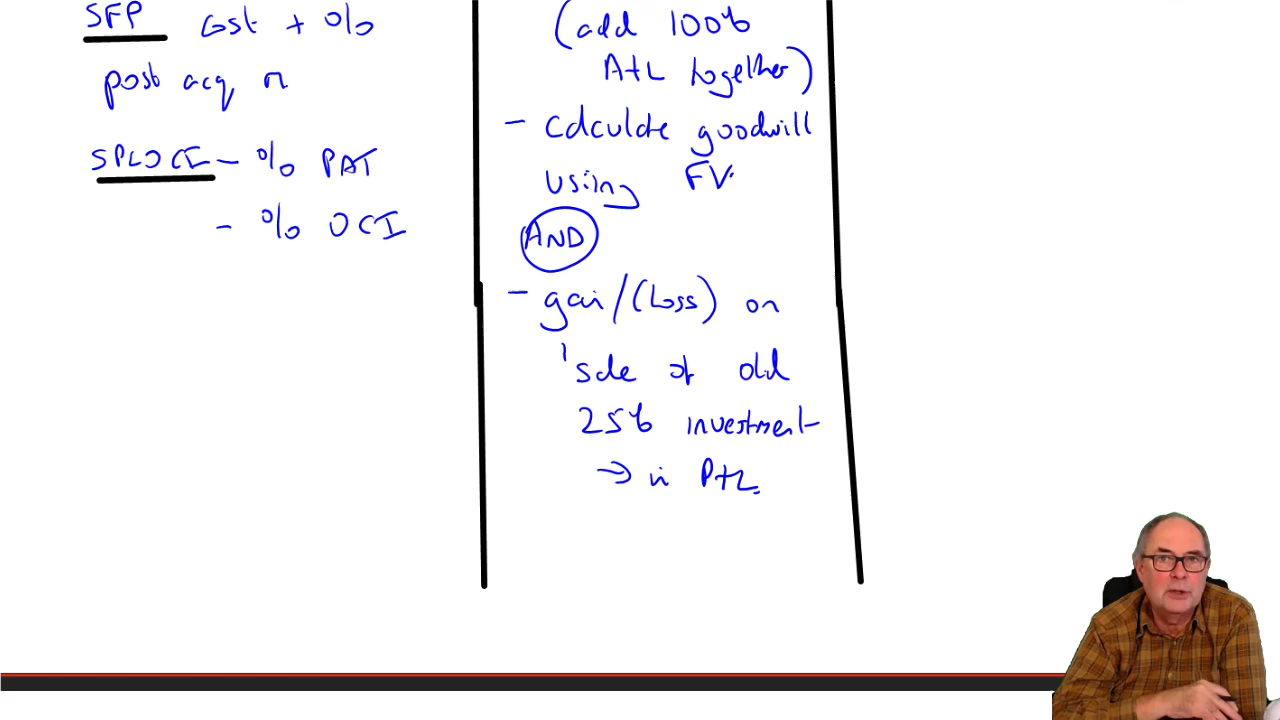 SFP cost + %
post acq n
SPLOCI - % PAT
- % OCI
(add 100%
A+L together)
- calculate goodwill
using FV.
AND
- gain/(Loss) on
'sale of old
25% investment
→ in P+L.